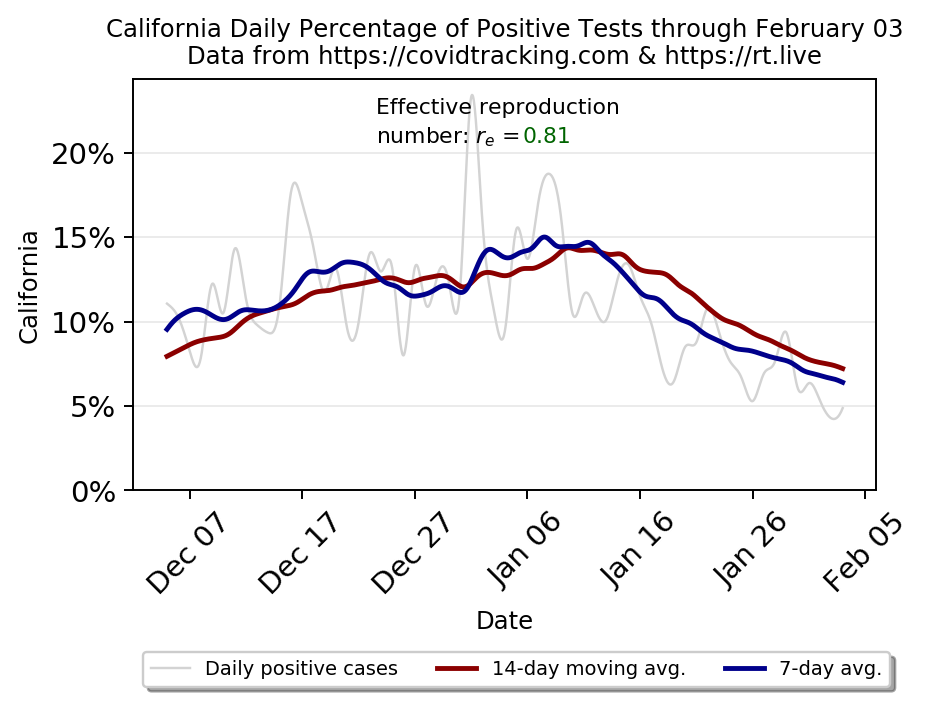 California Daily Percentage of Positive Tests through February 03
Data from https://covidtracking.com & https://rt.live
Effective reproduction
number: rₑ = 0.81
20%
15%
10%
5%
0%
California
Dec 07
Dec 17
Dec 27
Jan 06
Jan 16
Jan 26
Feb 05
Date
Daily positive cases
14-day moving avg.
7-day avg.